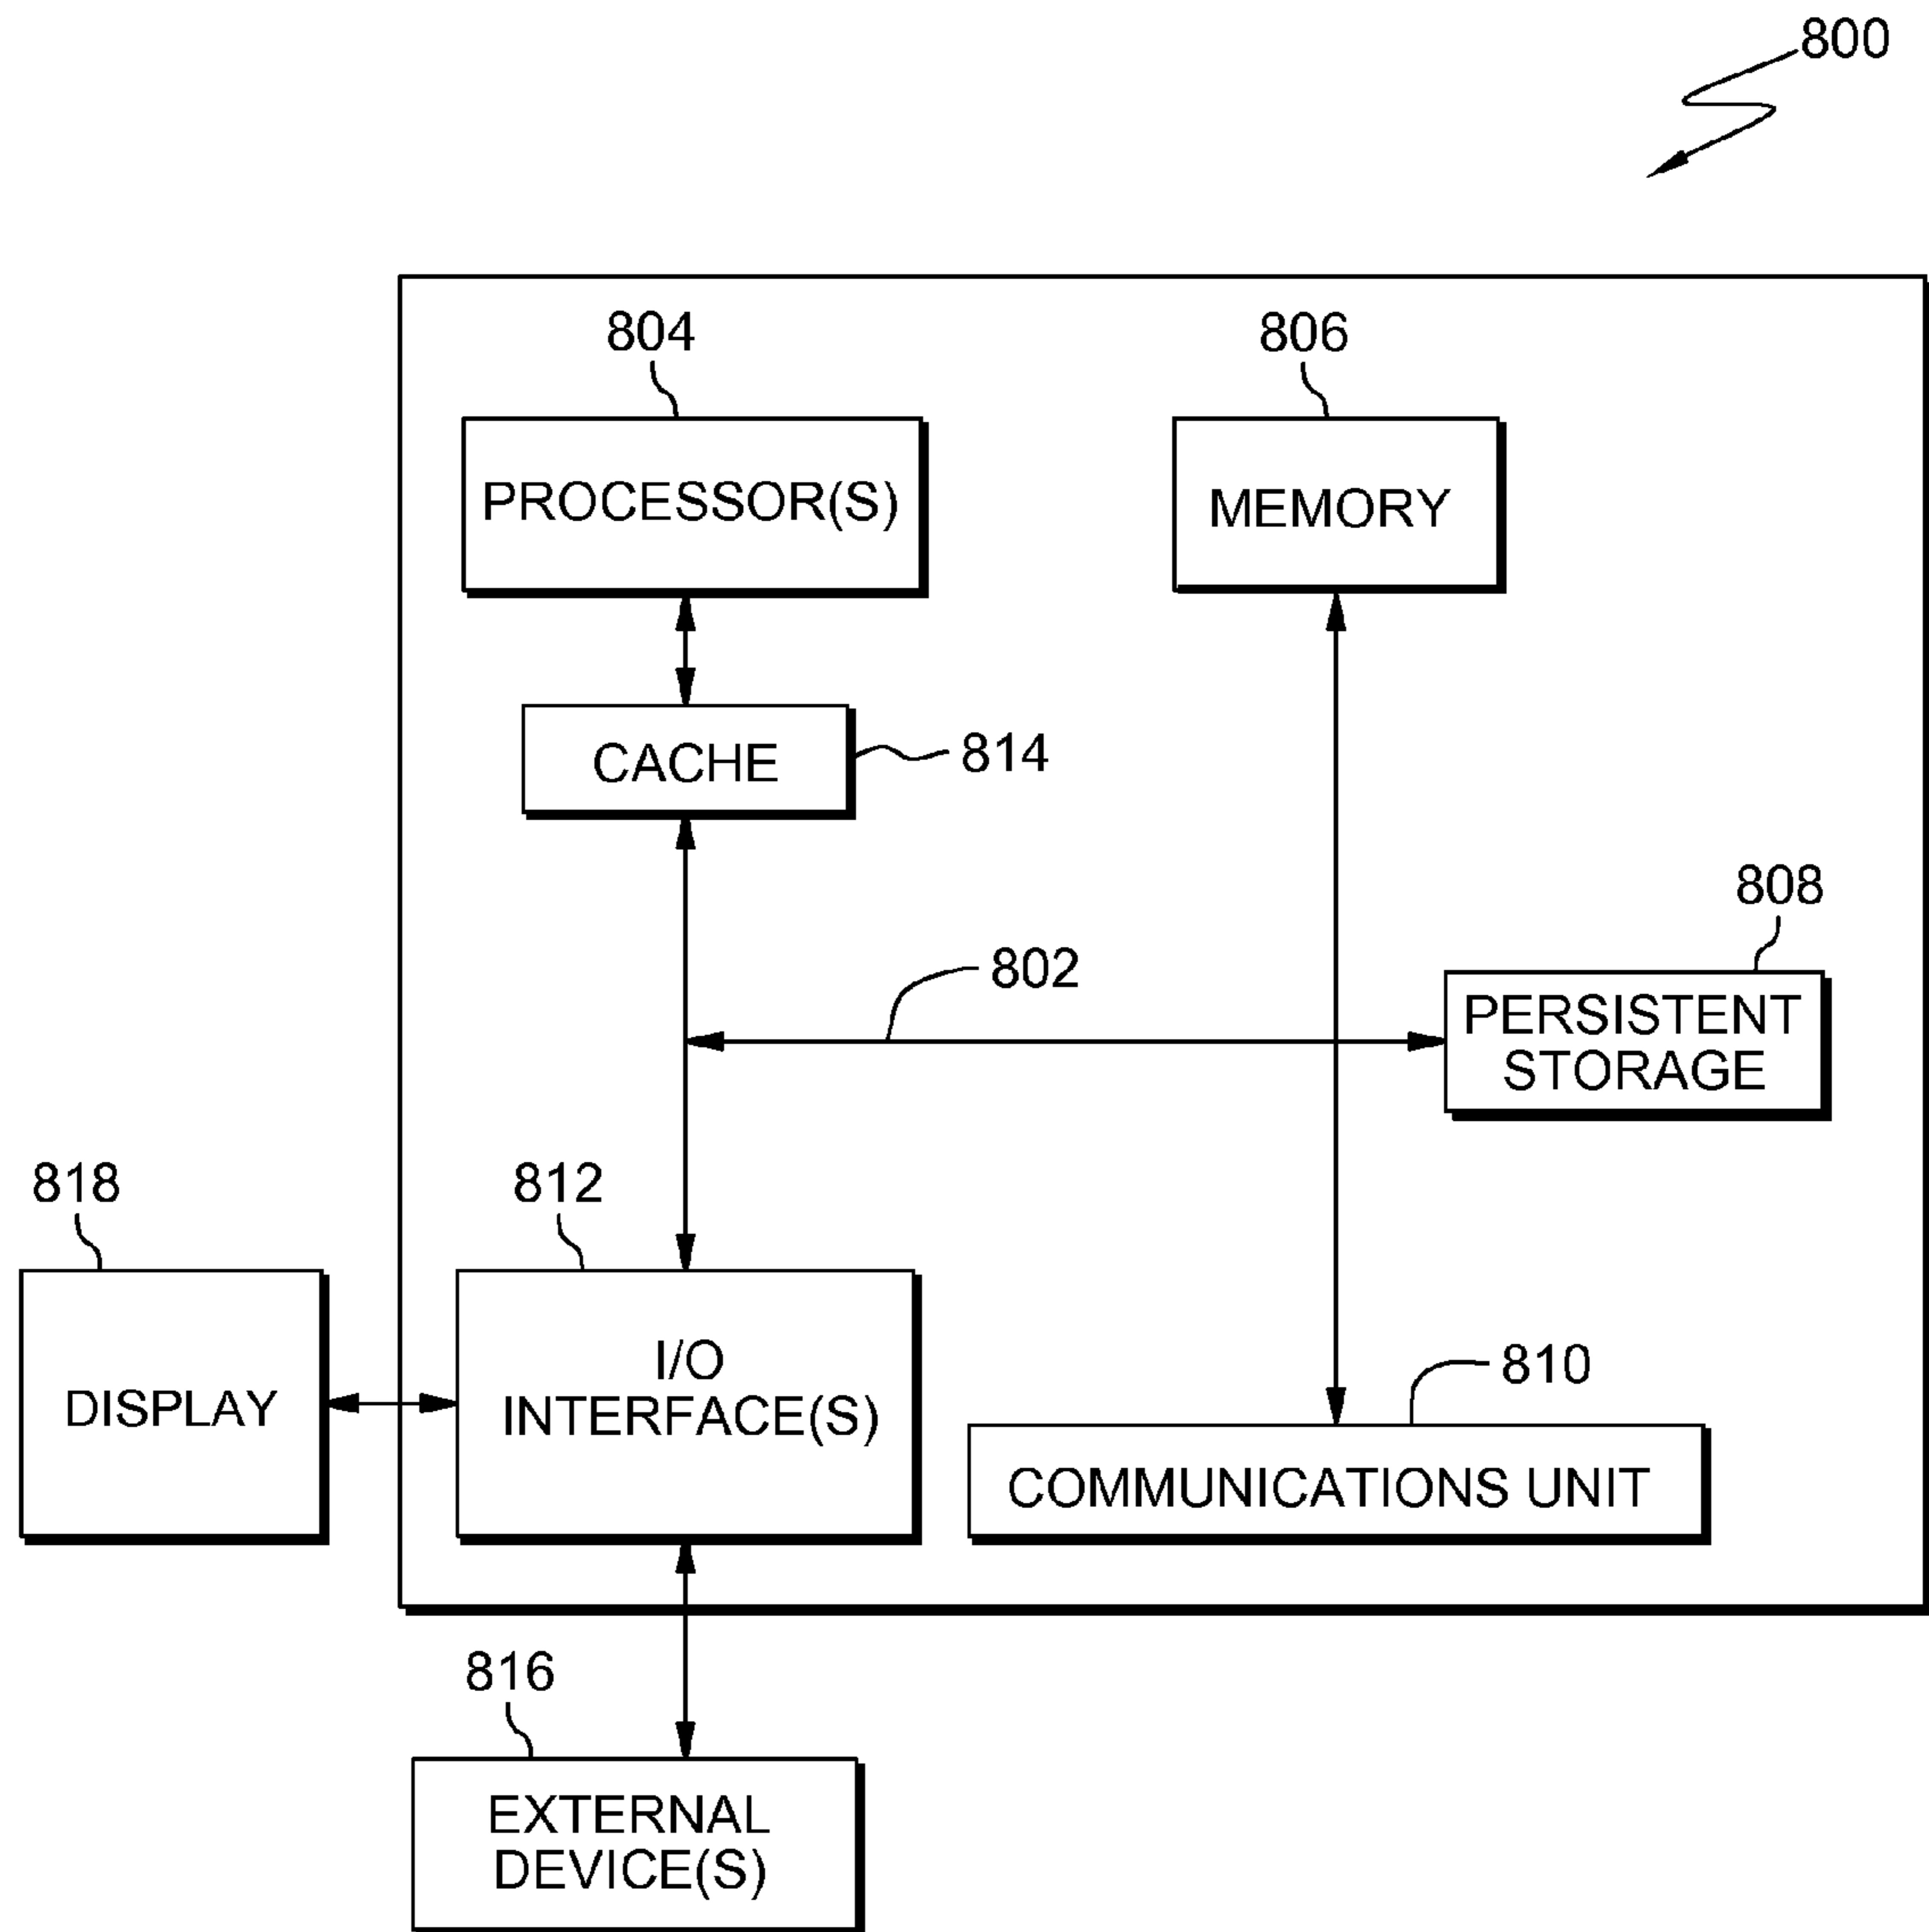 800
804
806
PROCESSOR(S)
MEMORY
CACHE
814
808
802
PERSISTENT
STORAGE
818
812
DISPLAY
I/O
INTERFACE(S)
810
COMMUNICATIONS UNIT
816
EXTERNAL
DEVICE(S)